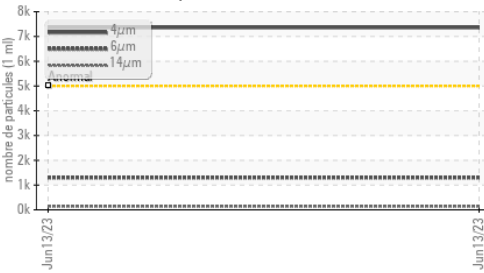 8k
7k
6k
5k
4k
3k
2k
1k
0k
nombre de particules (1 ml)
4µm
6µm
14µm
Anormal
Jun13/23
Jun13/23